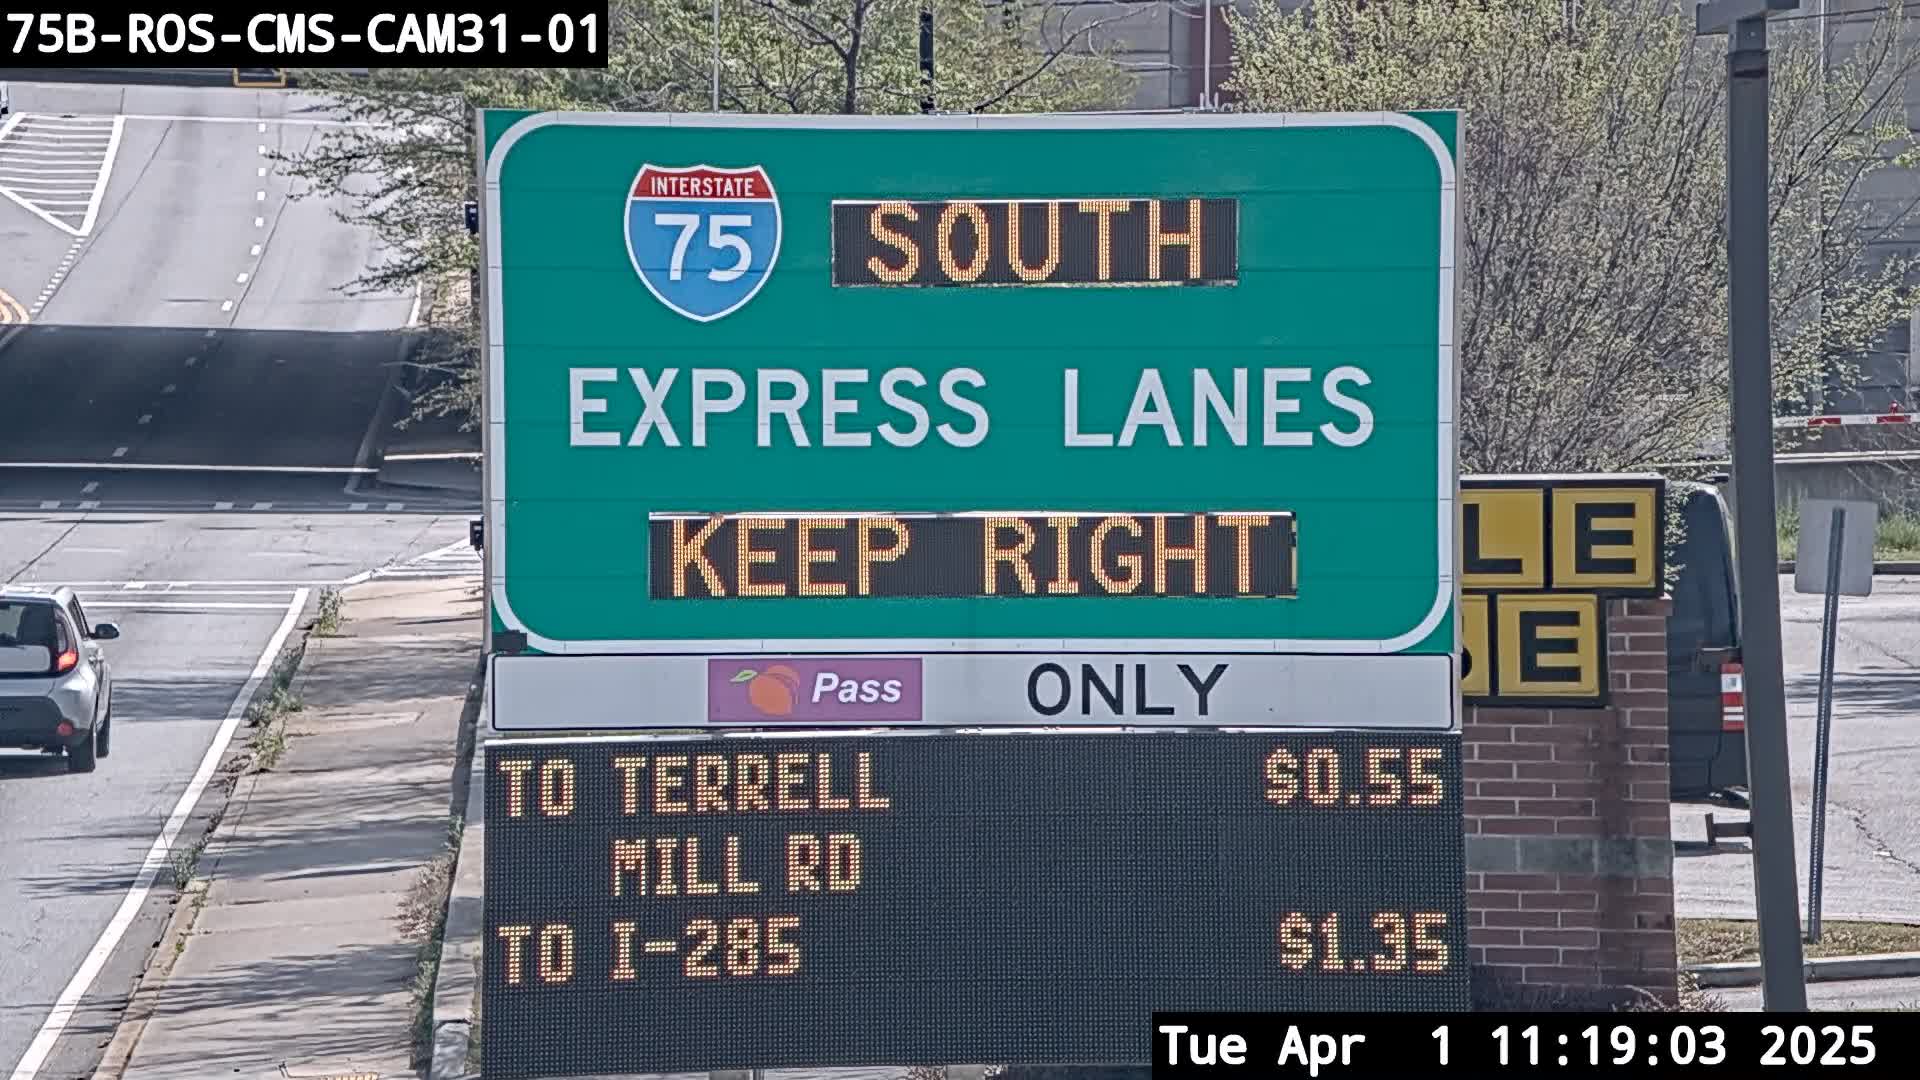 75B-ROS-CMS-CAM31-01
INTERSTATE
75
SOUTH
EXPRESS LANES
KEEP RIGHT
Pass ONLY
TO TERRELL $0.55
MILL RD
TO I-285 $1.35
LE
E
Tue Apr 1 11:19:03 2025